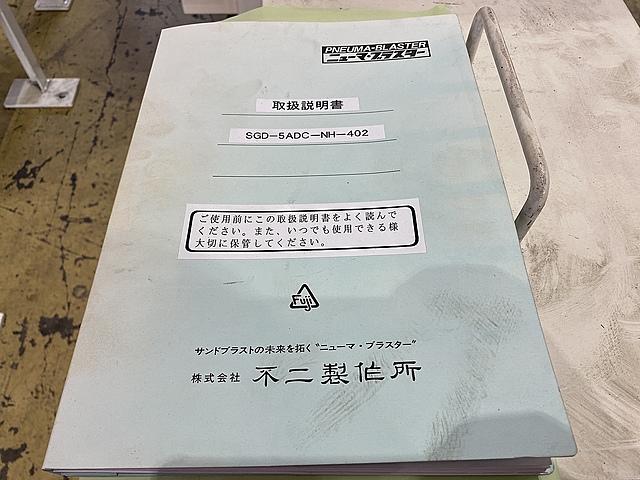 PNEUMA-BLASTER
ニューマ・ブラスター
取扱説明書
SGD-5ADC-NH-402
ご使用前にこの取扱説明書をよく読んで
ください。また、いつでも使用できる様
大切に保管してください。
Fuji
サンドブラストの未来を拓く"ニューマ・ブラスター"
株式会社 不二製作所